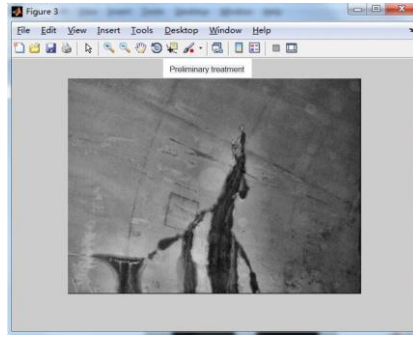 Figure 3
File Edit View Insert Tools Desktop Window Help
Preliminary treatment